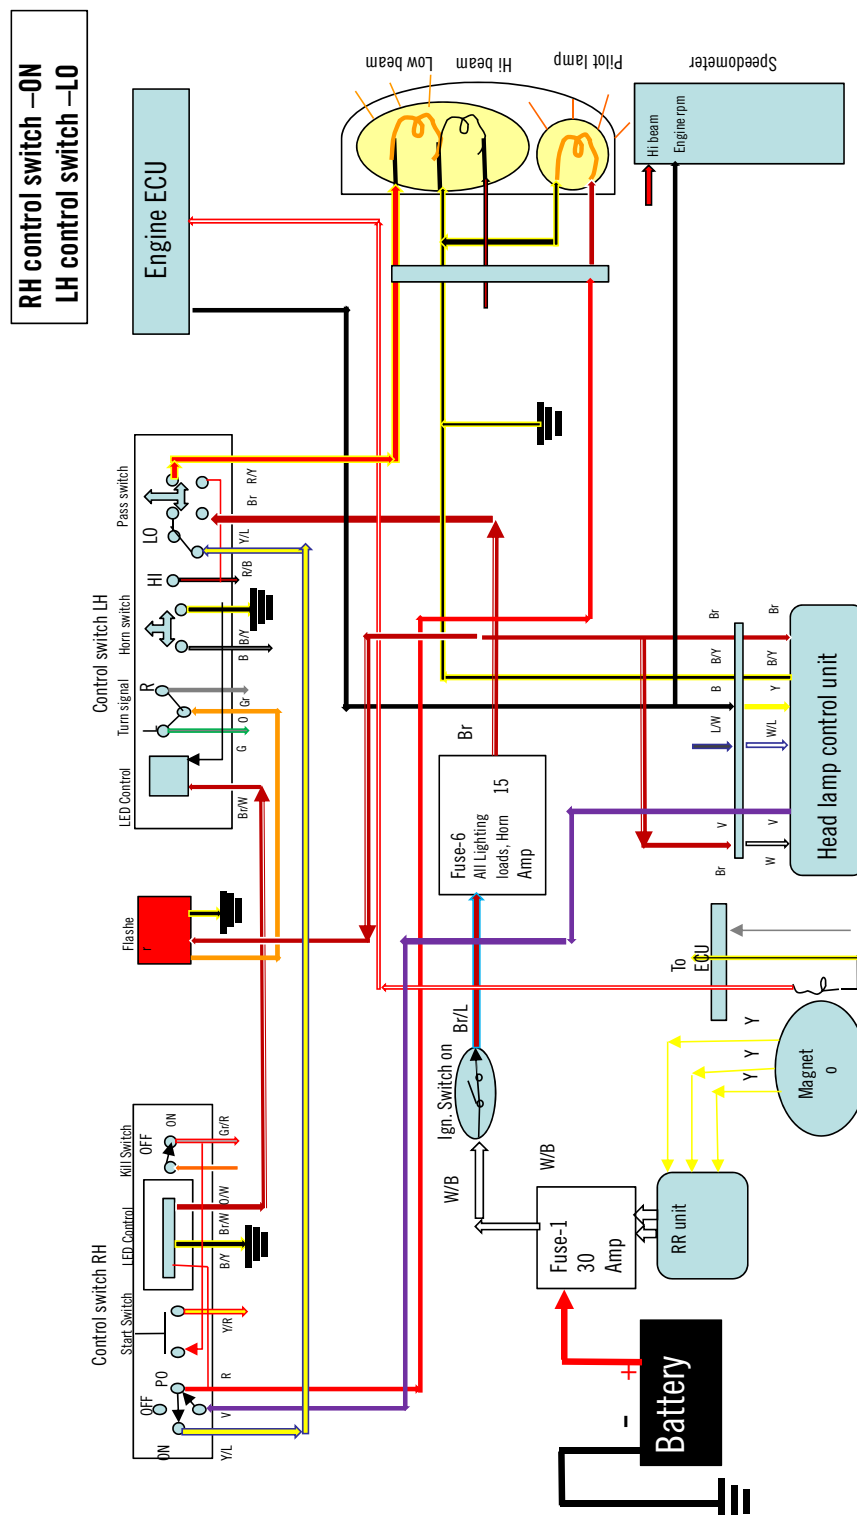 RH control switch –ON
LH control switch –LO
Engine ECU
Low beam
Hi beam
Pilot lamp
Speedometer
Hi beam
Engine rpm
Control switch LH
Pass switch
LO
HI
Horn switch
Turn signal
R
L
LED Control
R/Y
Br
Y/L
R/B
B/Y
B
Gr
O
G
Br/W
Flashe
r
Fuse-6
All Lighting
loads, Horn 15
Amp
Br
Br
B/Y
B
L/W
V
Br
Br
B/Y
Y
W/L
V
W
Head lamp control unit
To
ECU
Y
Y
Y
Magnet
o
Ign. Switch on
Br/L
W/B
W/B
Fuse-1
30
Amp
RR unit
Battery
+
-
Control switch RH
Kill Switch
OFF
ON
LED Control
Start Switch
PO
OFF
ON
Gr/R
O/W
Br/W
B/Y
Y/R
R
V
Y/L